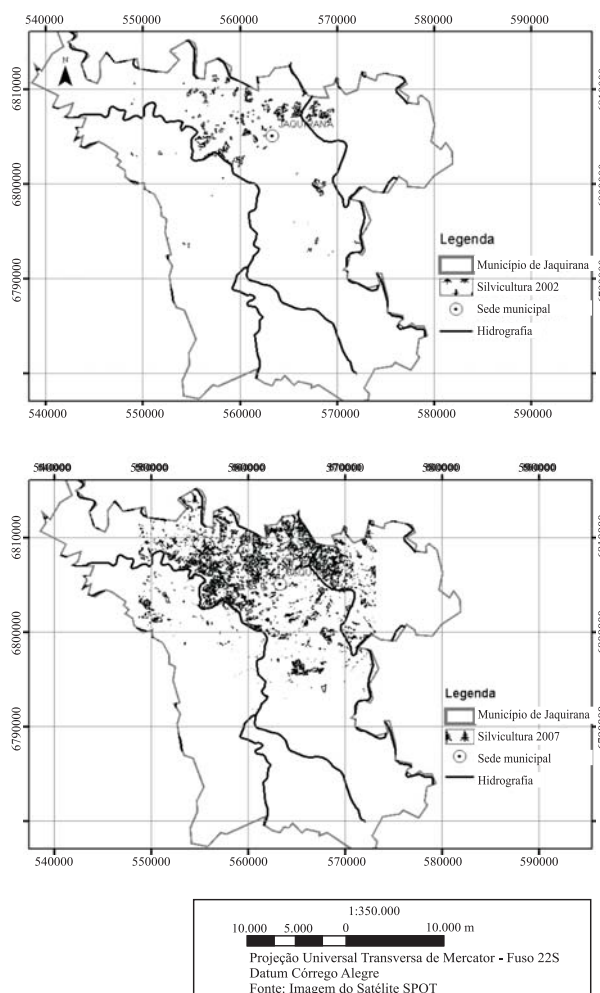 540000 550000 560000 570000 580000 590000
N
6810000
JAQUIRANA
6800000
Legenda
Município de Jaquirana
6790000
Silvicultura 2002
Sede municipal
Hidrografia
540000 550000 560000 570000 580000 590000
6810000
6800000
Legenda
Município de Jaquirana
6790000
Silvicultura 2007
Sede municipal
Hidrografia
540000 550000 560000 570000 580000 590000
1:350.000
10.000 5.000 0 10.000 m
Projeção Universal Transversa de Mercator - Fuso 22S
Datum Córrego Alegre
Fonte: Imagem do Satélite SPOT